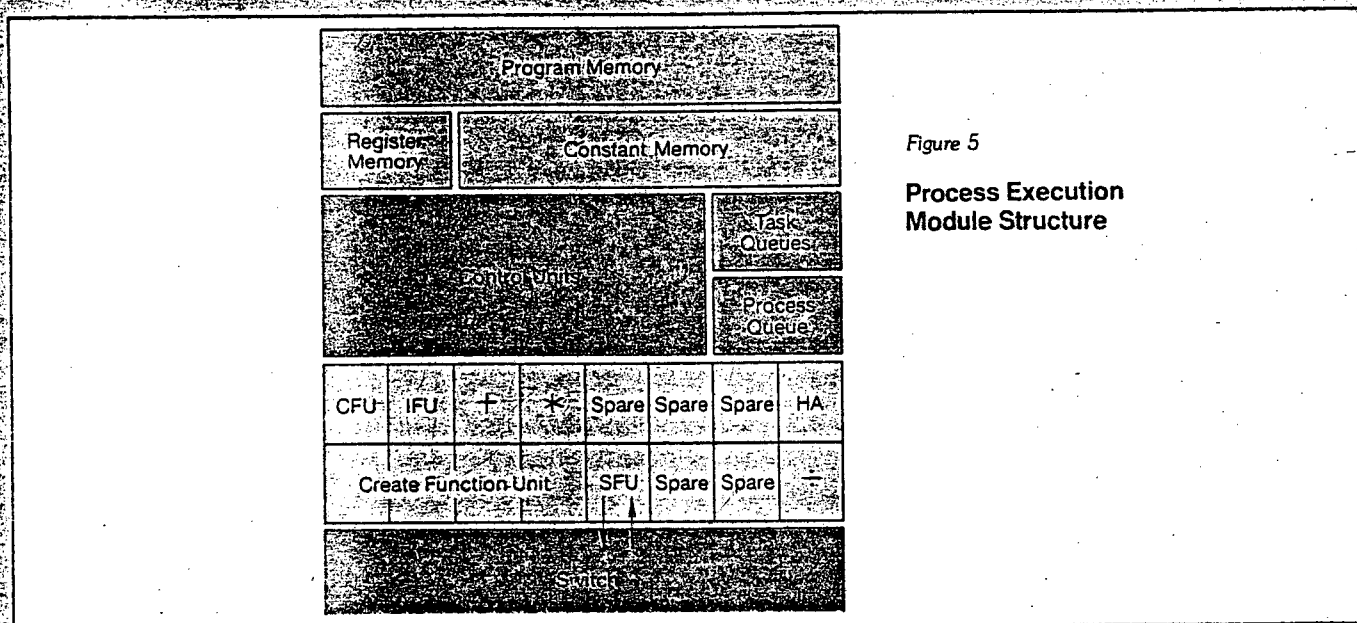 Program Memory
Register
Memory
Constant Memory
Figure 5
Process Execution
Module Structure
Task
Queues
Control Unit
Process
Queue
CFU IFU + * Spare Spare Spare HA
Create Function Unit SFU Spare Spare ÷
Switch